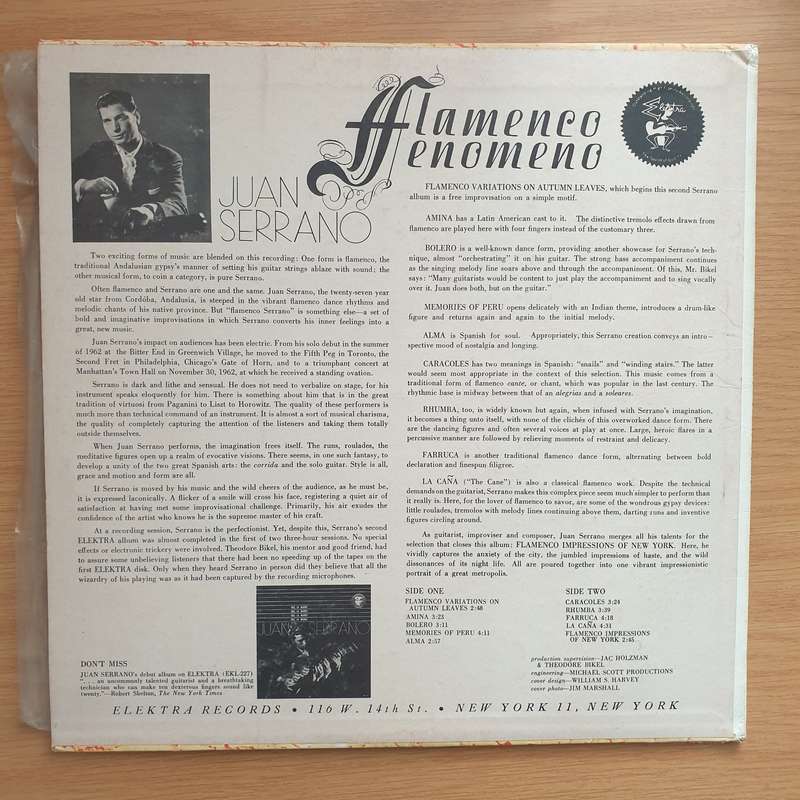 Flamenco
Fenomeno
Elektra
JUAN
SERRANO
Two exciting forms of music are blended on this recording: One form is flamenco, the
traditional Andalusian gypsy's manner of setting his guitar strings ablaze with sound; the
other musical form, to coin a category, is pure Serrano.
Often flamenco and Serrano are one and the same. Juan Serrano, the twenty-seven year
old star from Cordóba, Andalusia, is steeped in the vibrant flamenco dance rhythms and
melodic chants of his native province. But "flamenco Serrano" is something else—a set of
bold and imaginative improvisations in which Serrano converts his inner feelings into a
great, new music.
Juan Serrano's impact on audiences has been electric. From his solo debut in the summer
of 1962 at the Bitter End in Greenwich Village, he moved to the Fifth Peg in Toronto, the
Second Fret in Philadelphia, Chicago's Gate of Horn, and to a triumphant concert at
Manhattan's Town Hall on November 30, 1962, at which he received a standing ovation.
Serrano is dark and lithe and sensual. He does not need to verbalize on stage, for his
instrument speaks eloquently for him. There is something about him that is in the great
tradition of virtuosi from Paganini to Liszt to Horowitz. The quality of these performers is
much more than technical command of an instrument. It is almost a sort of musical charisma,
the quality of completely capturing the attention of the listeners and taking them totally
outside themselves.
When Juan Serrano performs, the imagination frees itself. The runs, roulades, the
meditative figures open up a realm of evocative visions. There seems, in one such fantasy, to
develop a unity of the two great Spanish arts: the corrida and the solo guitar. Style is all,
grace and motion and form are all.
If Serrano is moved by his music and the wild cheers of the audience, as he must be,
it is expressed laconically. A flicker of a smile will cross his face, registering a quiet air of
satisfaction at having met some improvisational challenge. Primarily, his air exudes the
confidence of the artist who knows he is the supreme master of his craft.
At a recording session, Serrano is the perfectionist. Yet, despite this, Serrano's second
ELEKTRA album was almost completed in the first of two three-hour sessions. No special
effects or electronic trickery were involved. Theodore Bikel, his mentor and good friend, had
to assure some unbelieving listeners that there had been no speeding up of the tapes on the
first ELEKTRA disk. Only when they heard Serrano in person did they believe that all the
wizardry of his playing was as it had been captured by the recording microphones.
JUAN SERRANO
DON'T MISS
JUAN SERRANO's debut album on ELEKTRA (EKL-227)
". . . an uncommonly talented guitarist and a breathtaking
technician who can make ten dexterous fingers sound like
twenty."—Robert Shelton, The New York Times
FLAMENCO VARIATIONS ON AUTUMN LEAVES, which begins this second Serrano
album is a free improvisation on a simple motif.
AMINA has a Latin American cast to it. The distinctive tremolo effects drawn from
flamenco are played here with four fingers instead of the customary three.
BOLERO is a well-known dance form, providing another showcase for Serrano's tech-
nique, almost "orchestrating" it on his guitar. The strong bass accompaniment continues
as the singing melody line soars above and through the accompaniment. Of this, Mr. Bikel
says: "Many guitarists would be content to just play the accompaniment and to sing vocally
over it. Juan does both, but on the guitar."
MEMORIES OF PERU opens delicately with an Indian theme, introduces a drum-like
figure and returns again and again to the initial melody.
ALMA is Spanish for soul. Appropriately, this Serrano creation conveys an intro-
spective mood of nostalgia and longing.
CARACOLES has two meanings in Spanish: "snails" and "winding stairs." The latter
would seem most appropriate in the context of this selection. This music comes from a
traditional form of flamenco cante, or chant, which was popular in the last century. The
rhythmic base is midway between that of an alegrias and a soleares.
RHUMBA, too, is widely known but again, when infused with Serrano's imagination,
it becomes a thing unto itself, with none of the clichés of this overworked dance form. There
are the dancing figures and often several voices at play at once. Large, heroic flares in a
percussive manner are followed by relieving moments of restraint and delicacy.
FARRUCA is another traditional flamenco dance form, alternating between bold
declaration and finespun filigree.
LA CAÑA ("The Cane") is also a classical flamenco work. Despite the technical
demands on the guitarist, Serrano makes this complex piece seem much simpler to perform than
it really is. Here, for the lover of flamenco to savor, are some of the wondrous gypsy devices:
little roulades, tremolos with melody lines continuing above them, darting runs and inventive
figures circling around.
As guitarist, improviser and composer, Juan Serrano merges all his talents for the
selection that closes this album: FLAMENCO IMPRESSIONS OF NEW YORK. Here, he
vividly captures the anxiety of the city, the jumbled impressions of haste, and the wild
dissonances of its night life. All are poured together into one vibrant impressionistic
portrait of a great metropolis.
SIDE ONE
FLAMENCO VARIATIONS ON
AUTUMN LEAVES 2:48
AMINA 3:23
BOLERO 3:11
MEMORIES OF PERU 4:11
ALMA 2:57
SIDE TWO
CARACOLES 3:24
RHUMBA 3:39
FARRUCA 4:18
LA CAÑA 4:31
FLAMENCO IMPRESSIONS
OF NEW YORK 2:45
production supervision—JAC HOLZMAN
& THEODORE BIKEL
engineering—MICHAEL SCOTT PRODUCTIONS
cover design—WILLIAM S. HARVEY
cover photo—JIM MARSHALL
ELEKTRA RECORDS • 116 W. 14th St. • NEW YORK 11, NEW YORK